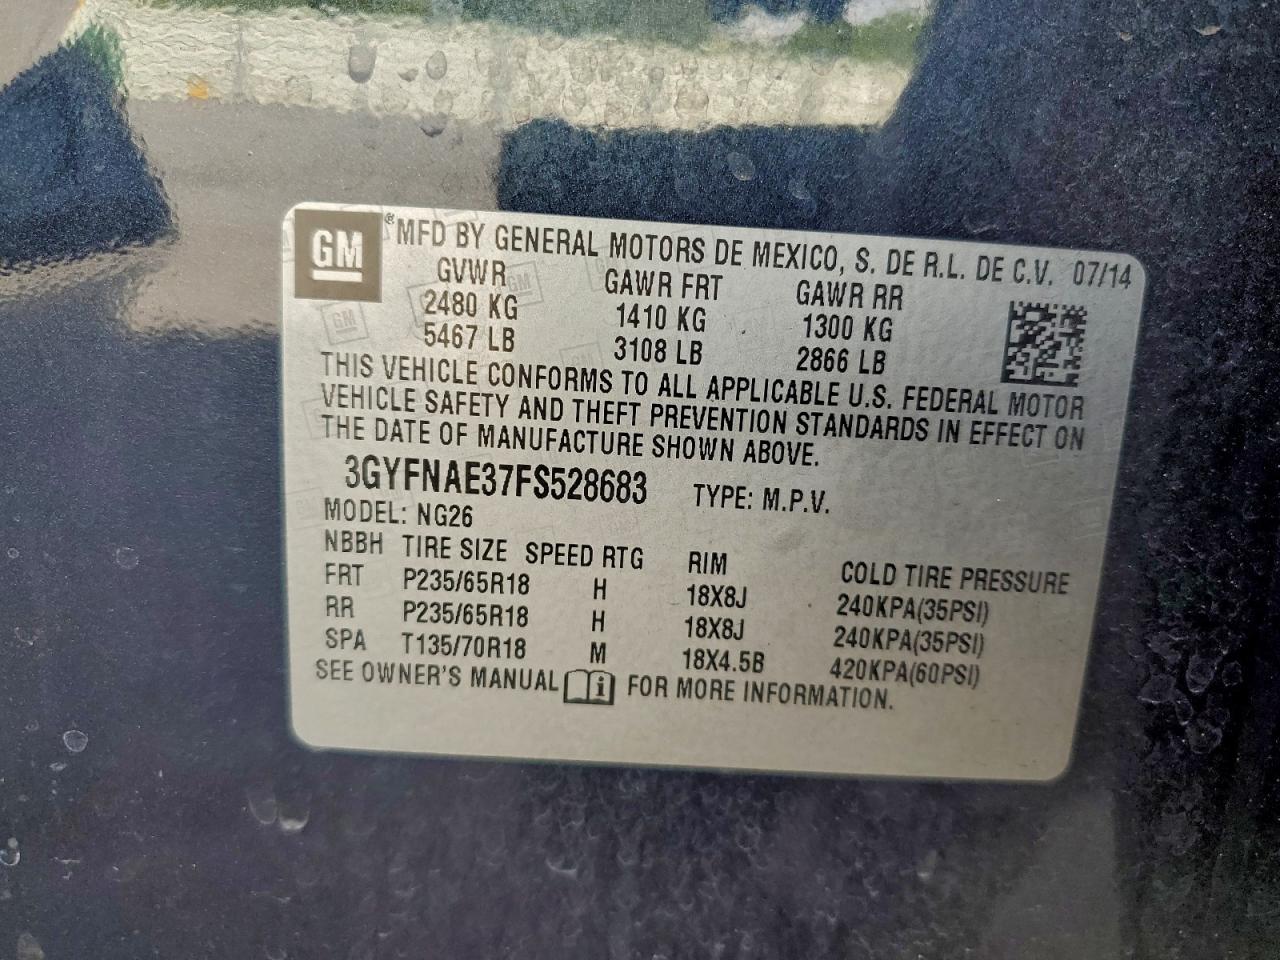 GM ® MFD BY GENERAL MOTORS DE MEXICO, S. DE R.L. DE C.V. 07/14
GVWR GAWR FRT GAWR RR
2480 KG 1410 KG 1300 KG
5467 LB 3108 LB 2866 LB
THIS VEHICLE CONFORMS TO ALL APPLICABLE U.S. FEDERAL MOTOR
VEHICLE SAFETY AND THEFT PREVENTION STANDARDS IN EFFECT ON
THE DATE OF MANUFACTURE SHOWN ABOVE.
3GYFNAE37FS528683 TYPE: M.P.V.
MODEL: NG26
NBBH TIRE SIZE SPEED RTG RIM COLD TIRE PRESSURE
FRT P235/65R18 H 18X8J 240KPA(35PSI)
RR P235/65R18 H 18X8J 240KPA(35PSI)
SPA T135/70R18 M 18X4.5B 420KPA(60PSI)
SEE OWNER'S MANUAL FOR MORE INFORMATION.